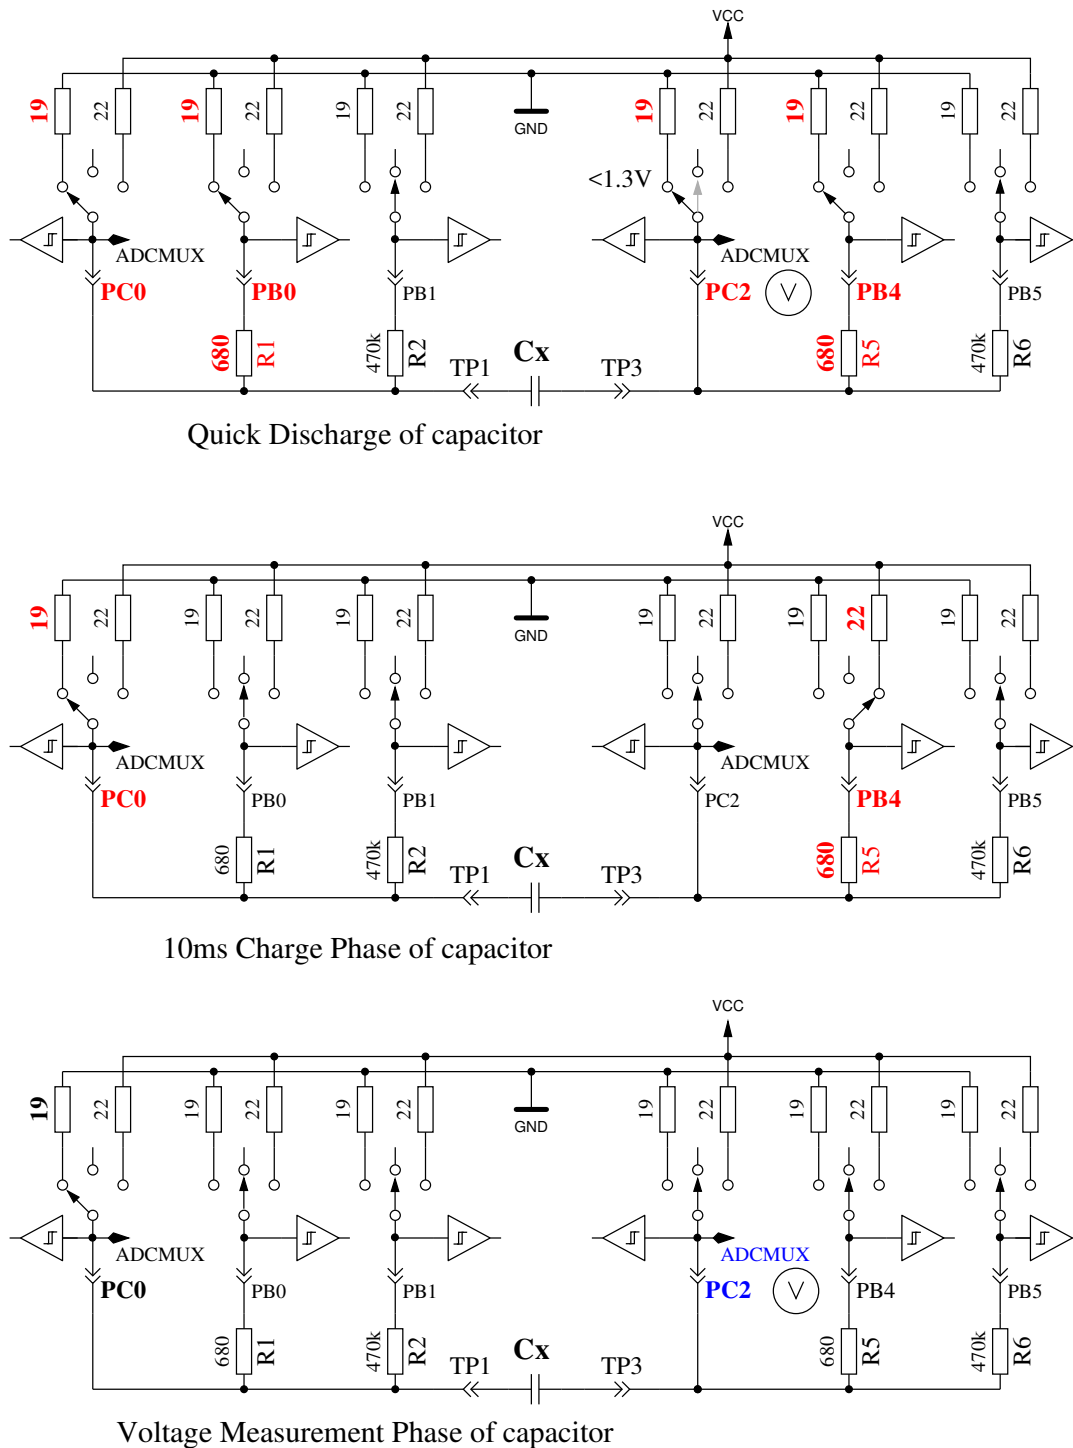 VCC
19 22 19 22 19 22 19 22 19 22 19 22
GND
<1.3V
ADCMUX ADCMUX
PC0 PB0 PB1 PC2 V PB4 PB5
680 R1 470k R2 TP1 Cx TP3 680 R5 470k R6
Quick Discharge of capacitor
VCC
19 22 19 22 19 22 19 22 19 22 19 22
GND
ADCMUX ADCMUX
PC0 PB0 PB1 PC2 PB4 PB5
680 R1 470k R2 TP1 Cx TP3 680 R5 470k R6
10ms Charge Phase of capacitor
VCC
19 22 19 22 19 22 19 22 19 22 19 22
GND
ADCMUX ADCMUX
PC0 PB0 PB1 PC2 V PB4 PB5
680 R1 470k R2 TP1 Cx TP3 680 R5 470k R6
Voltage Measurement Phase of capacitor